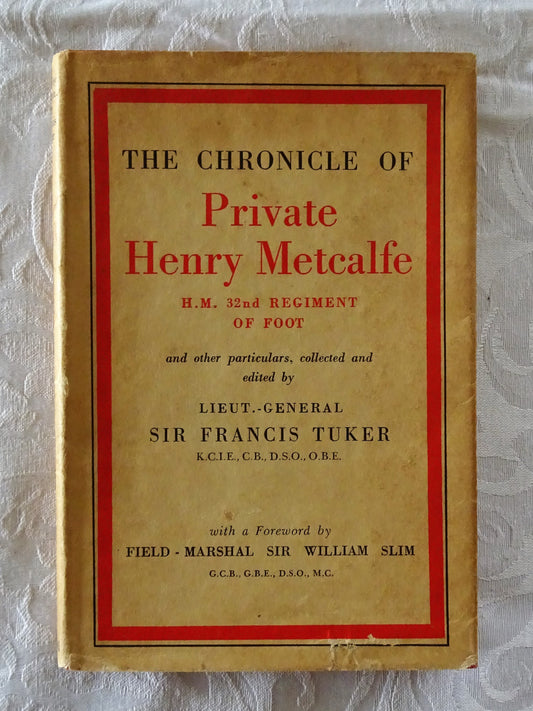 THE CHRONICLE OF
Private
Henry Metcalfe
H.M. 32nd REGIMENT
OF FOOT
and other particulars, collected and
edited by
LIEUT.-GENERAL
SIR FRANCIS TUKER
K.C.I.E., C.B., D.S.O., O.B.E.
with a Foreword by
FIELD-MARSHAL SIR WILLIAM SLIM
G.C.B., G.B.E., D.S.O., M.C.